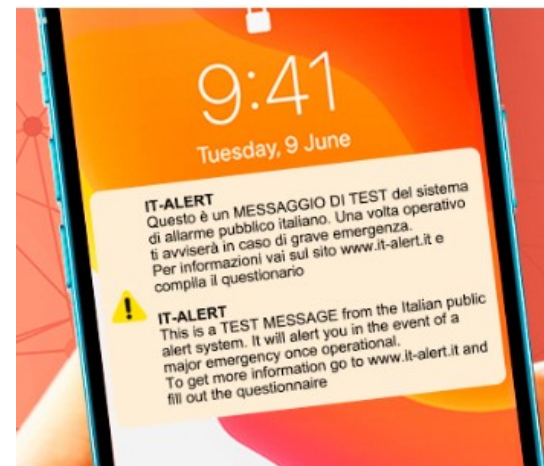 9:41
Tuesday, 9 June
IT-ALERT
Questo è un MESSAGGIO DI TEST del sistema
di allarme pubblico italiano. Una volta operativo
ti avviserà in caso di grave emergenza.
Per informazioni vai sul sito www.it-alert.it e
compila il questionario
IT-ALERT
This is a TEST MESSAGE from the Italian public
alert system. It will alert you in the event of a
major emergency once operational.
To get more information go to www.it-alert.it and
fill out the questionnaire